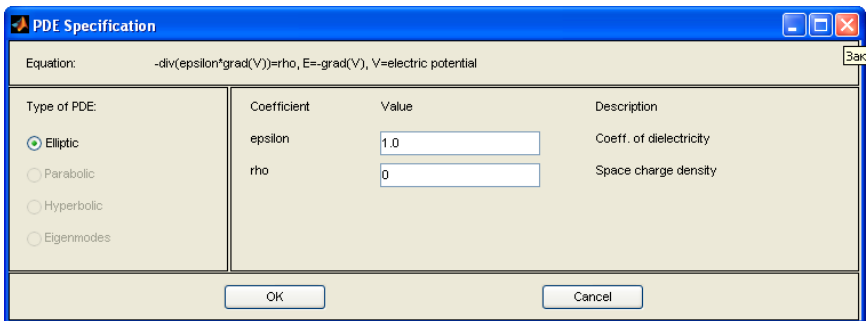 PDE Specification
Зак
Equation: -div(epsilon*grad(V))=rho, E=-grad(V), V=electric potential
Type of PDE:
Elliptic
Parabolic
Hyperbolic
Eigenmodes
Coefficient Value Description
epsilon 1.0 Coeff. of dielectricity
rho 0 Space charge density
OK Cancel